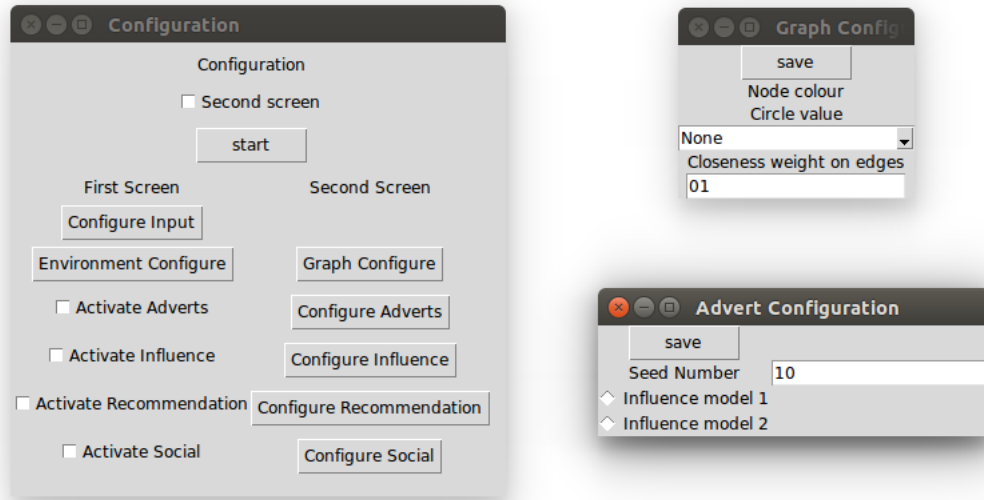 Configuration
Configuration
Second screen
start
First Screen Second Screen
Configure Input
Environment Configure Graph Configure
Activate Adverts Configure Adverts
Activate Influence Configure Influence
Activate Recommendation Configure Recommendation
Activate Social Configure Social
Graph Config
save
Node colour
Circle value
None
Closeness weight on edges
01
Advert Configuration
save
Seed Number 10
Influence model 1
Influence model 2